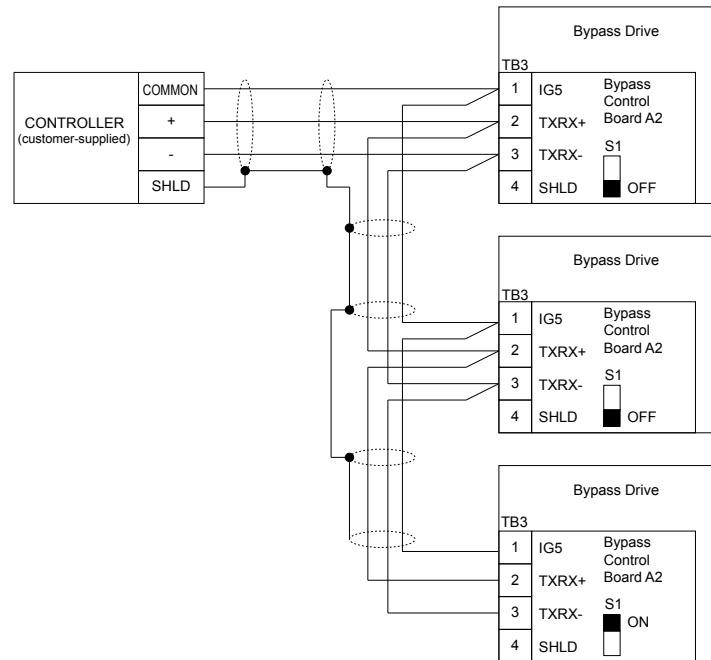 CONTROLLER
(customer-supplied)
COMMON
+
-
SHLD
Bypass Drive
TB3
1 IG5
2 TXRX+
3 TXRX-
4 SHLD
Bypass
Control
Board A2
S1
OFF
Bypass Drive
TB3
1 IG5
2 TXRX+
3 TXRX-
4 SHLD
Bypass
Control
Board A2
S1
OFF
Bypass Drive
TB3
1 IG5
2 TXRX+
3 TXRX-
4 SHLD
Bypass
Control
Board A2
S1
ON